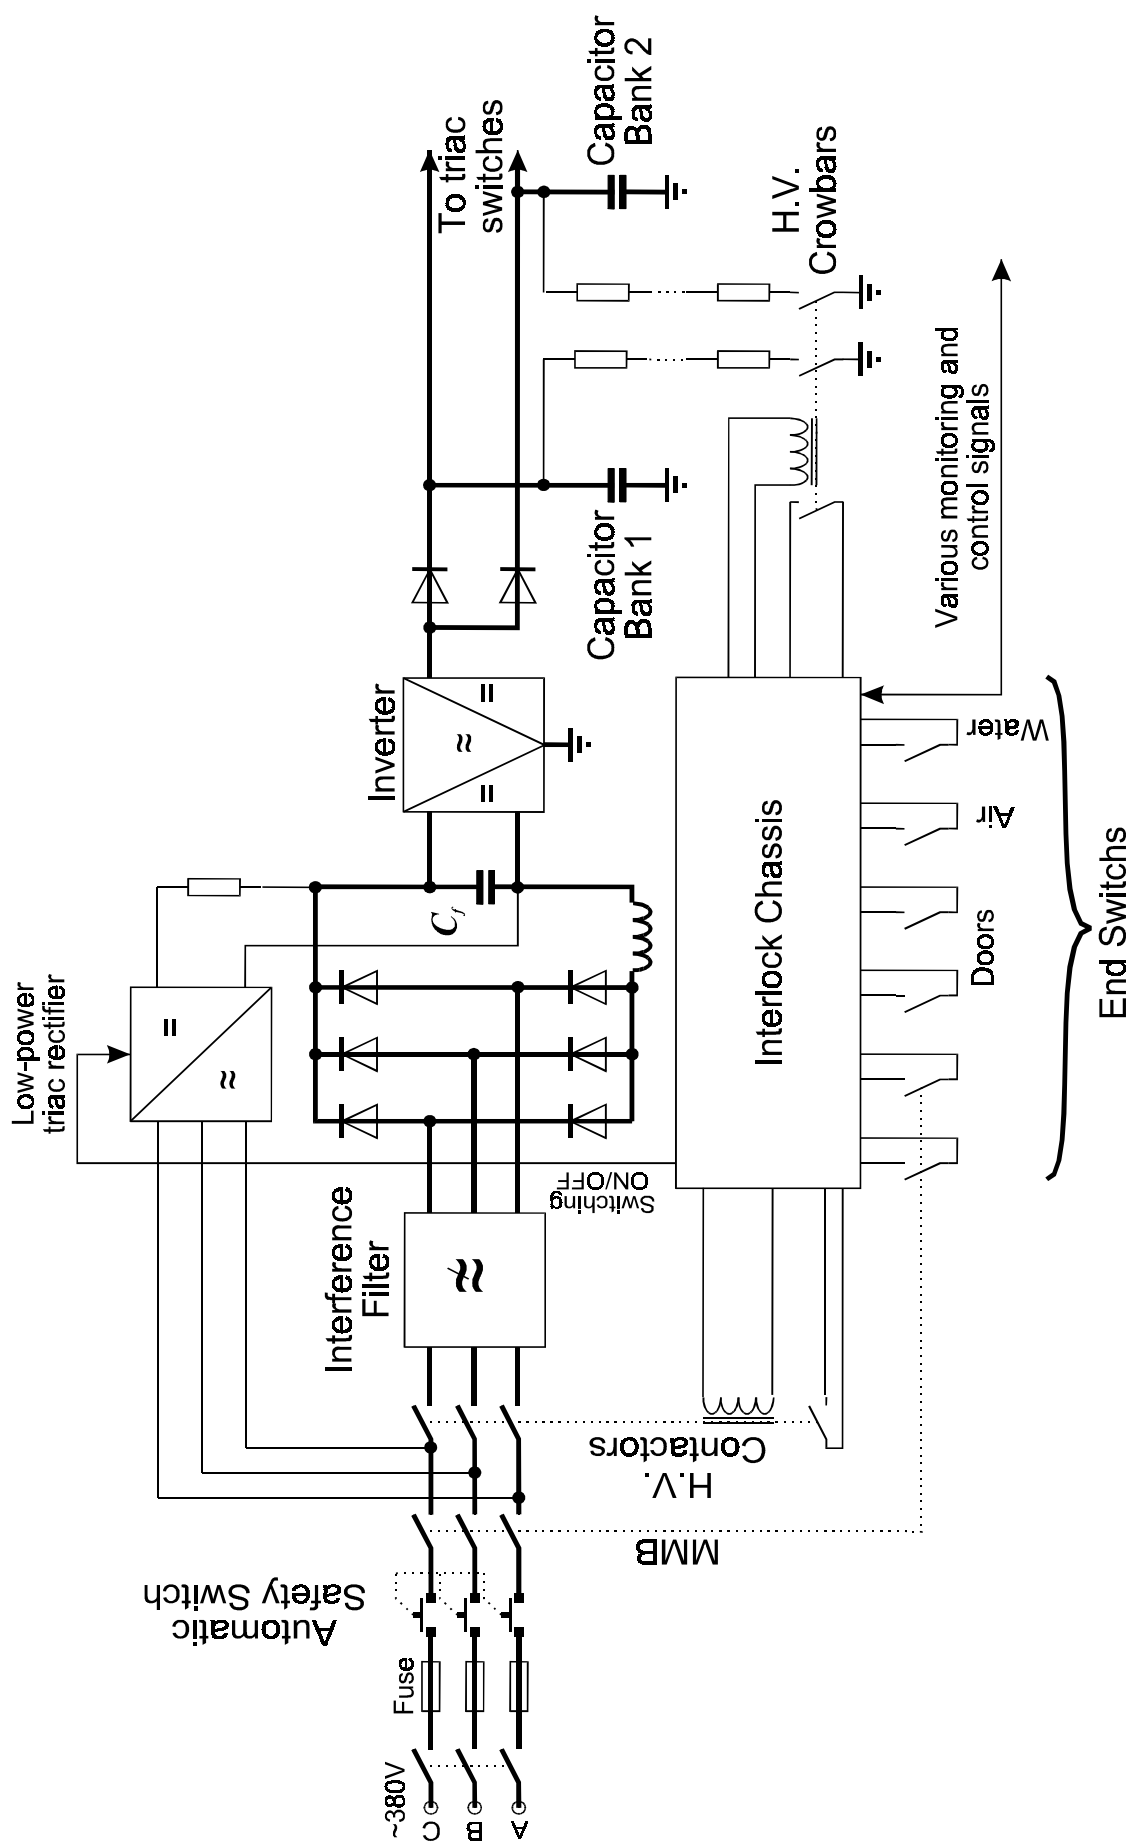 ~380V
C
B
A
Fuse
Automatic
Safety Switch
MMB
H.V.
Contactors
Interference
Filter
≈
Switching
ON/OFF
Low-power
triac rectifier
=
≈
Cf
Inverter
=
≈
=
To triac
switches
Capacitor
Bank 1
Capacitor
Bank 2
H.V.
Crowbars
Interlock Chassis
Various monitoring and
control signals
Doors
Air
Water
End Switchs